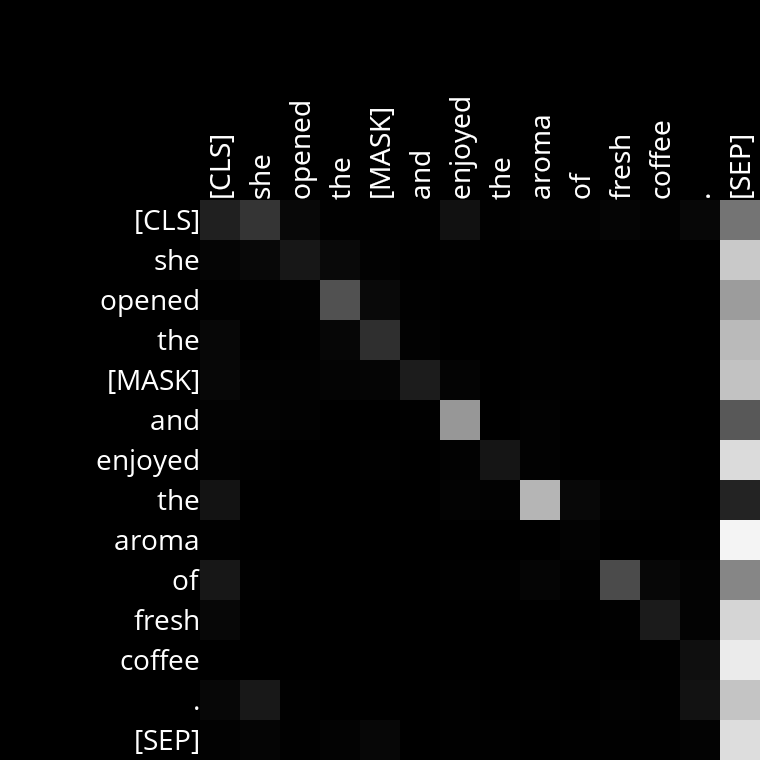 [CLS] she opened the [MASK] and enjoyed the aroma of fresh coffee . [SEP]
[CLS]
she
opened
the
[MASK]
and
enjoyed
the
aroma
of
fresh
coffee
.
[SEP]